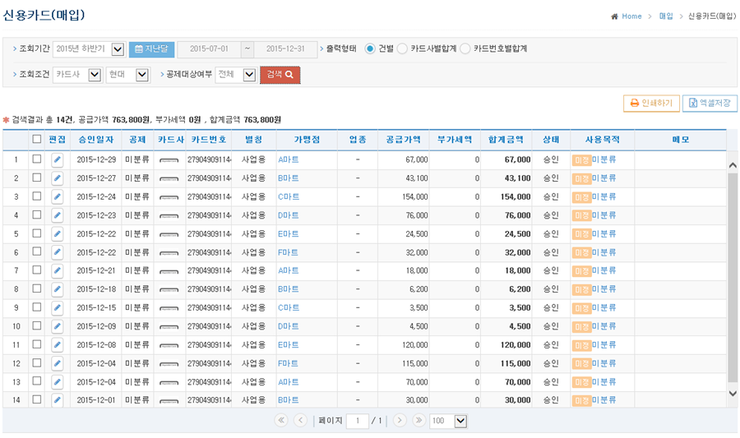 신용카드(매입)
Home > 매입 > 신용카드(매입)
조회기간 2015년 하반기 지난달 2015-07-01 ~ 2015-12-31 출력형태 건별 카드사별합계 카드번호별합계
조회조건 카드사 현대 공제대상여부 전체 검색
인쇄하기 엑셀저장
검색결과 총 14건, 공급가액 763,800원, 부가세액 0원 , 합계금액 763,800원
편집 승인일자 공제 카드사 카드번호 별칭 가맹점 업종 공급가액 부가세액 합계금액 상태 사용목적 메모
1 2015-12-29 미분류 27904909114 사업용 A마트 - 67,000 0 67,000 승인 미정 미분류
2 2015-12-27 미분류 27904909114 사업용 B마트 - 43,100 0 43,100 승인 미정 미분류
3 2015-12-24 미분류 27904909114 사업용 C마트 - 154,000 0 154,000 승인 미정 미분류
4 2015-12-23 미분류 27904909114 사업용 D마트 - 76,000 0 76,000 승인 미정 미분류
5 2015-12-22 미분류 27904909114 사업용 E마트 - 24,500 0 24,500 승인 미정 미분류
6 2015-12-22 미분류 27904909114 사업용 F마트 - 32,000 0 32,000 승인 미정 미분류
7 2015-12-21 미분류 27904909114 사업용 A마트 - 18,000 0 18,000 승인 미정 미분류
8 2015-12-18 미분류 27904909114 사업용 B마트 - 6,200 0 6,200 승인 미정 미분류
9 2015-12-15 미분류 27904909114 사업용 C마트 - 3,500 0 3,500 승인 미정 미분류
10 2015-12-09 미분류 27904909114 사업용 D마트 - 4,500 0 4,500 승인 미정 미분류
11 2015-12-08 미분류 27904909114 사업용 E마트 - 120,000 0 120,000 승인 미정 미분류
12 2015-12-04 미분류 27904909114 사업용 F마트 - 115,000 0 115,000 승인 미정 미분류
13 2015-12-04 미분류 27904909114 사업용 A마트 - 70,000 0 70,000 승인 미정 미분류
14 2015-12-01 미분류 27904909114 사업용 B마트 - 30,000 0 30,000 승인 미정 미분류
페이지 1 / 1 100